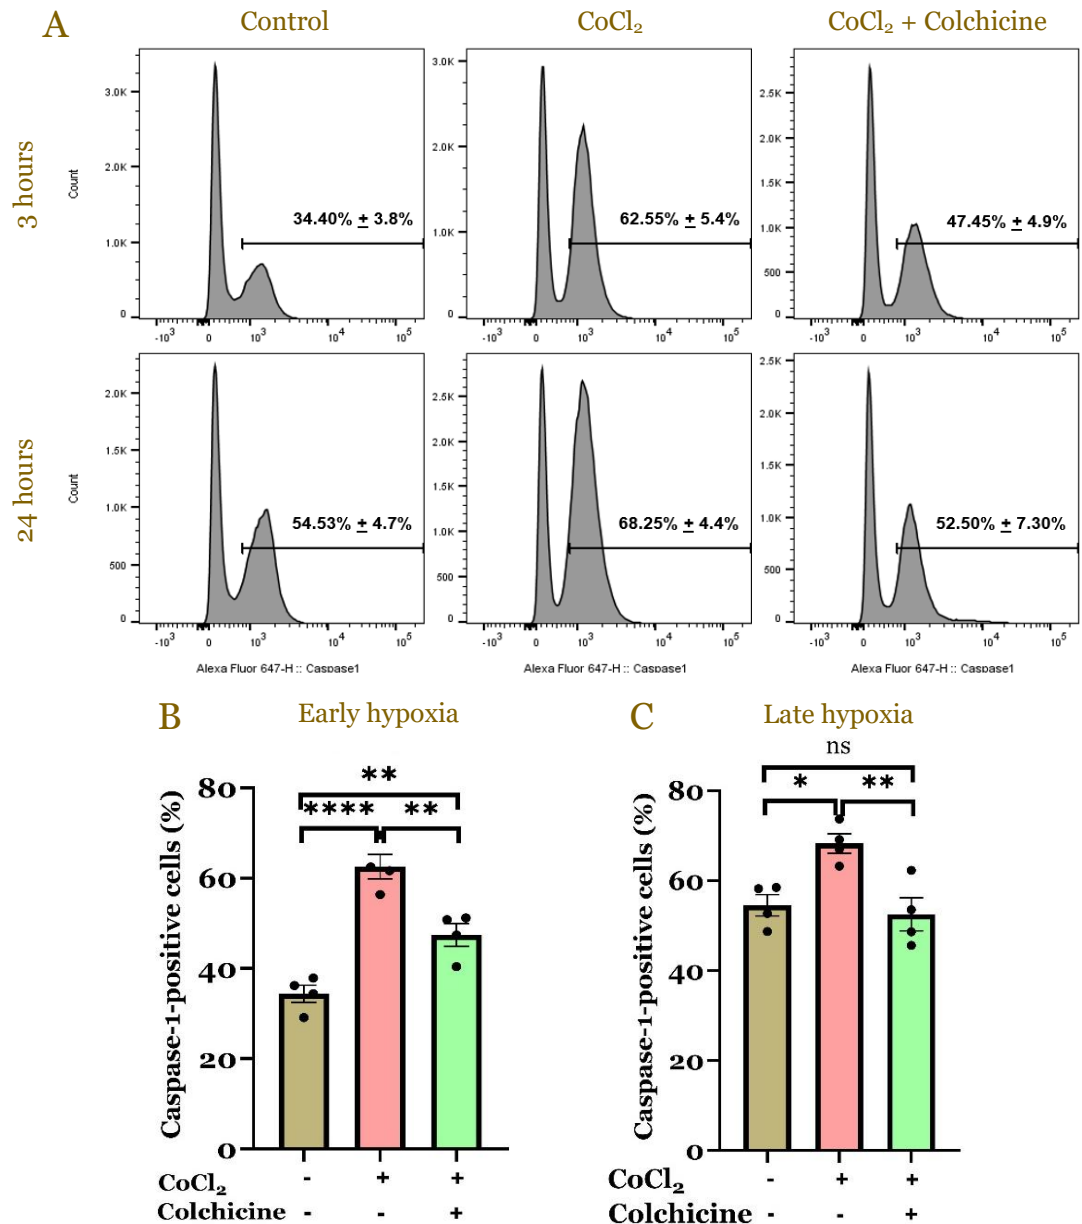 A
Control
CoCl₂
CoCl₂ + Colchicine
3 hours
Count
3.0K
2.0K
1.0K
0
34.40% ± 3.8%
-10³ 0 10³ 10⁴ 10⁵
3.0K
2.0K
1.0K
0
62.55% ± 5.4%
-10³ 0 10³ 10⁴ 10⁵
2.5K
2.0K
1.5K
1.0K
500
0
47.45% ± 4.9%
-10³ 0 10³ 10⁴ 10⁵
24 hours
Count
2.0K
1.5K
1.0K
500
0
54.53% ± 4.7%
-10³ 0 10³ 10⁴ 10⁵
Alexa Fluor 647-H :: Caspase1
2.5K
2.0K
1.5K
1.0K
500
0
68.25% ± 4.4%
-10³ 0 10³ 10⁴ 10⁵
Alexa Fluor 647-H :: Caspase1
2.5K
2.0K
1.5K
1.0K
500
0
52.50% ± 7.30%
-10³ 0 10³ 10⁴ 10⁵
Alexa Fluor 647-H :: Caspase1
B
Early hypoxia
Caspase-1-positive cells (%)
80
60
40
20
0
**
**** **
CoCl₂ - + +
Colchicine - - +
C
Late hypoxia
Caspase-1-positive cells (%)
80
60
40
20
0
ns
* **
CoCl₂ - + +
Colchicine - - +